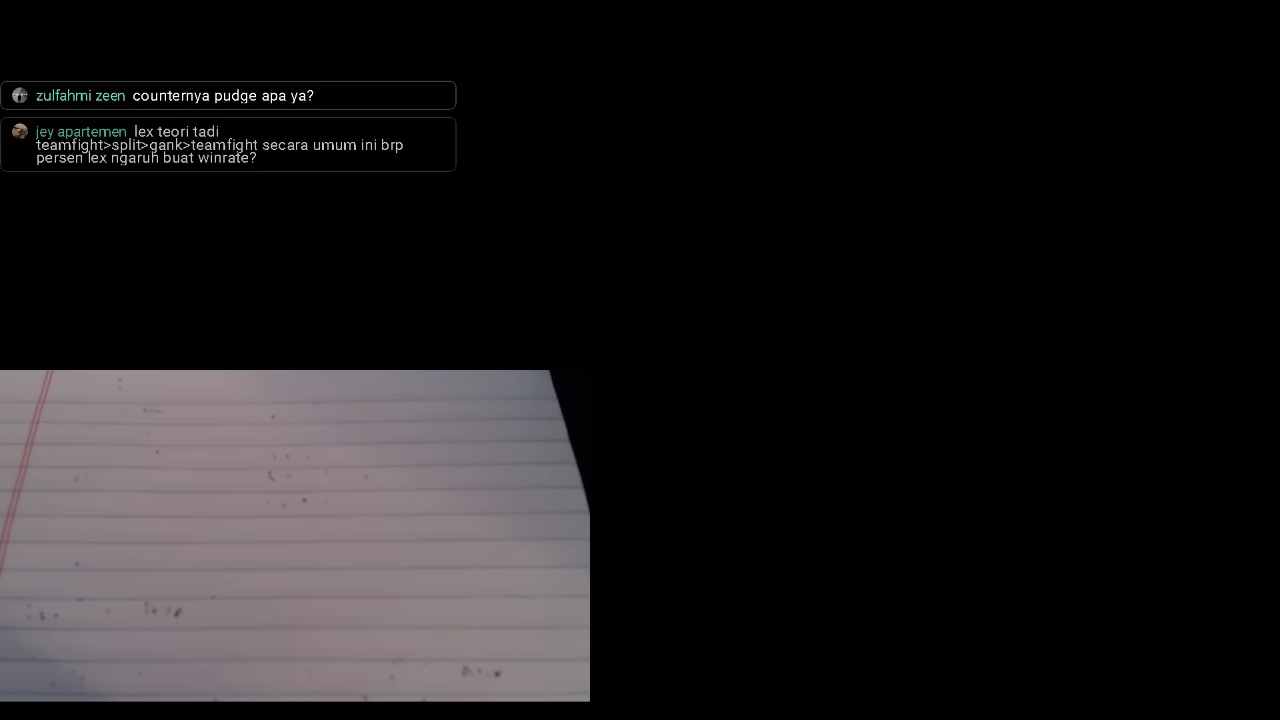 zulfahmi zeen counternya pudge apa ya?
jey apartemen lex teori tadi
teamfight>split>gank>teamfight secara umum ini brp
persen lex ngaruh buat winrate?